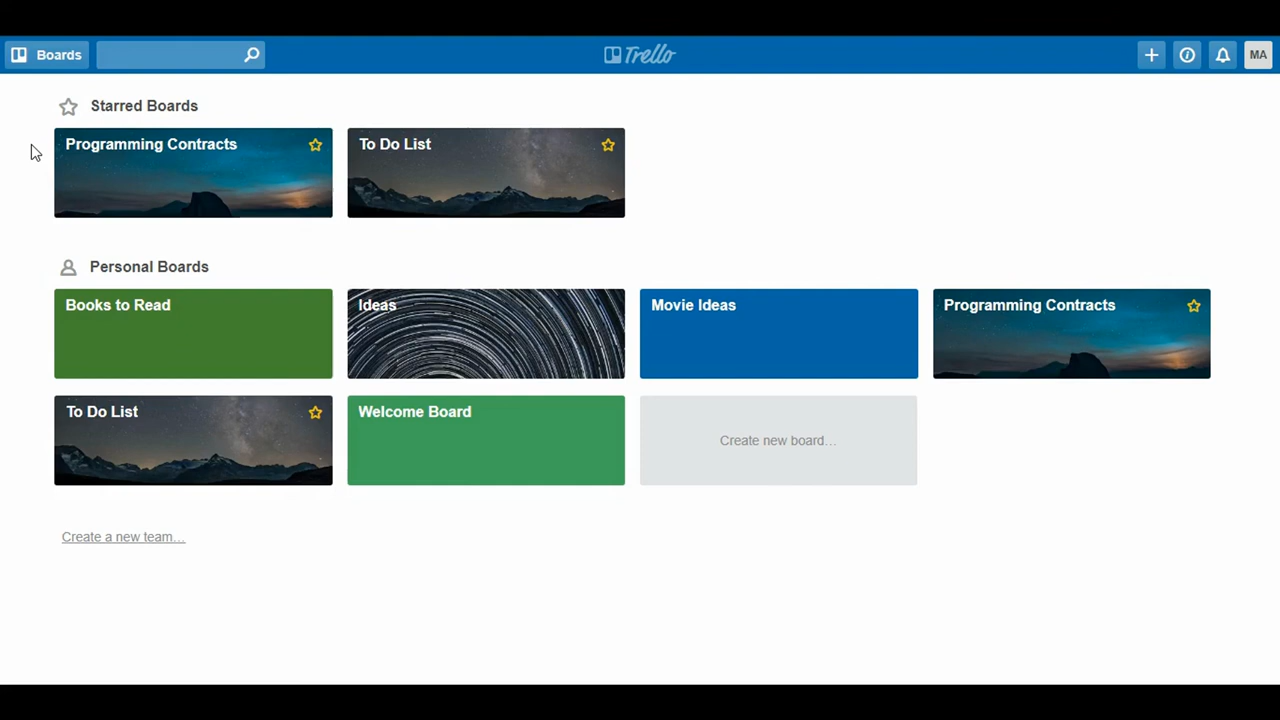 Boards
Trello
MA
Starred Boards
Programming Contracts
To Do List
Personal Boards
Books to Read
Ideas
Movie Ideas
Programming Contracts
To Do List
Welcome Board
Create new board…
Create a new team…